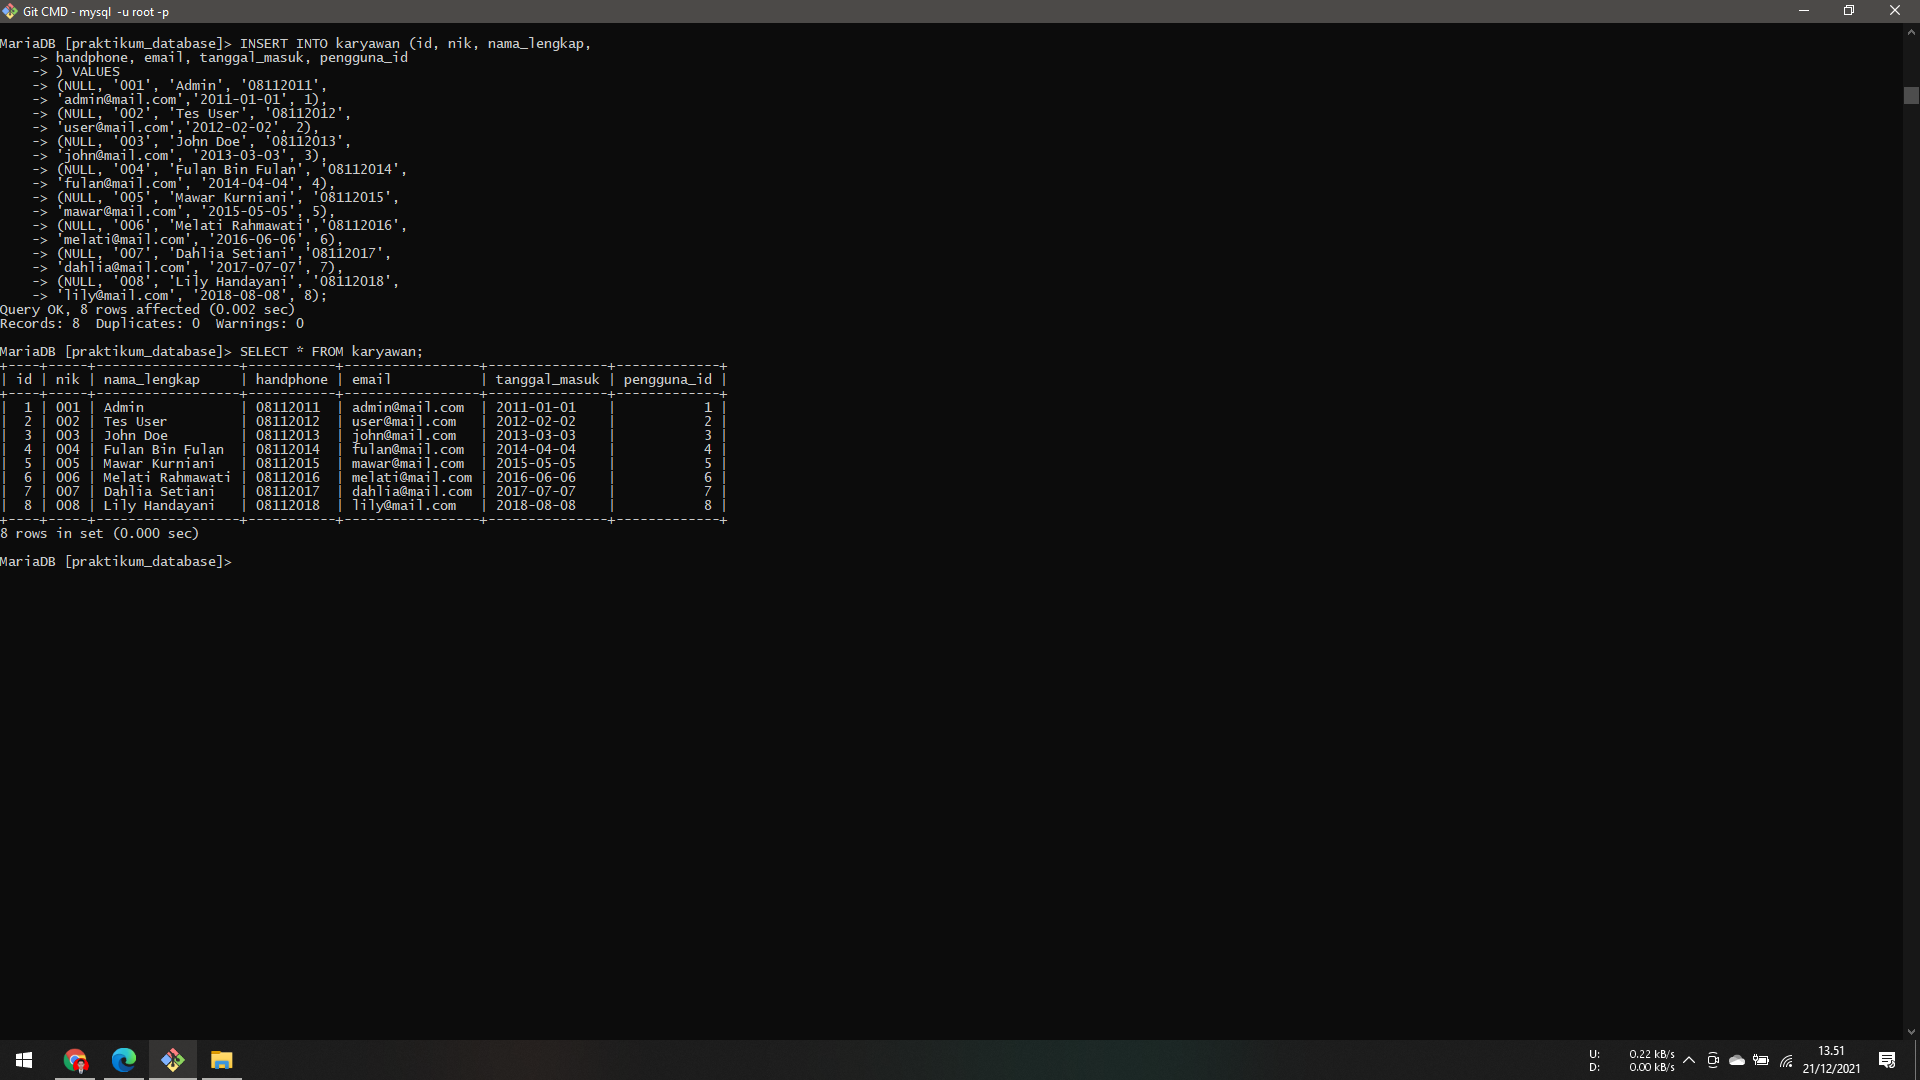 Git CMD - mysql  -u root -p
MariaDB [praktikum_database]> INSERT INTO karyawan (id, nik, nama_lengkap,
    -> handphone, email, tanggal_masuk, pengguna_id
    -> ) VALUES
    -> (NULL, '001', 'Admin', '08112011',
    -> 'admin@mail.com','2011-01-01', 1),
    -> (NULL, '002', 'Tes User', '08112012',
    -> 'user@mail.com','2012-02-02', 2),
    -> (NULL, '003', 'John Doe', '08112013',
    -> 'john@mail.com', '2013-03-03', 3),
    -> (NULL, '004', 'Fulan Bin Fulan', '08112014',
    -> 'fulan@mail.com', '2014-04-04', 4),
    -> (NULL, '005', 'Mawar Kurniani', '08112015',
    -> 'mawar@mail.com', '2015-05-05', 5),
    -> (NULL, '006', 'Melati Rahmawati','08112016',
    -> 'melati@mail.com', '2016-06-06', 6),
    -> (NULL, '007', 'Dahlia Setiani','08112017',
    -> 'dahlia@mail.com', '2017-07-07', 7),
    -> (NULL, '008', 'Lily Handayani', '08112018',
    -> 'lily@mail.com', '2018-08-08', 8);
Query OK, 8 rows affected (0.002 sec)
Records: 8  Duplicates: 0  Warnings: 0
MariaDB [praktikum_database]> SELECT * FROM karyawan;
+----+-----+------------------+-----------+-----------------+---------------+-------------+
| id | nik | nama_lengkap     | handphone | email           | tanggal_masuk | pengguna_id |
+----+-----+------------------+-----------+-----------------+---------------+-------------+
|  1 | 001 | Admin            | 08112011  | admin@mail.com  | 2011-01-01    |           1 |
|  2 | 002 | Tes User         | 08112012  | user@mail.com   | 2012-02-02    |           2 |
|  3 | 003 | John Doe         | 08112013  | john@mail.com   | 2013-03-03    |           3 |
|  4 | 004 | Fulan Bin Fulan  | 08112014  | fulan@mail.com  | 2014-04-04    |           4 |
|  5 | 005 | Mawar Kurniani   | 08112015  | mawar@mail.com  | 2015-05-05    |           5 |
|  6 | 006 | Melati Rahmawati | 08112016  | melati@mail.com | 2016-06-06    |           6 |
|  7 | 007 | Dahlia Setiani   | 08112017  | dahlia@mail.com | 2017-07-07    |           7 |
|  8 | 008 | Lily Handayani   | 08112018  | lily@mail.com   | 2018-08-08    |           8 |
+----+-----+------------------+-----------+-----------------+---------------+-------------+
8 rows in set (0.000 sec)
MariaDB [praktikum_database]>
U: 0.22 kB/s
D: 0.00 kB/s
13.51
21/12/2021